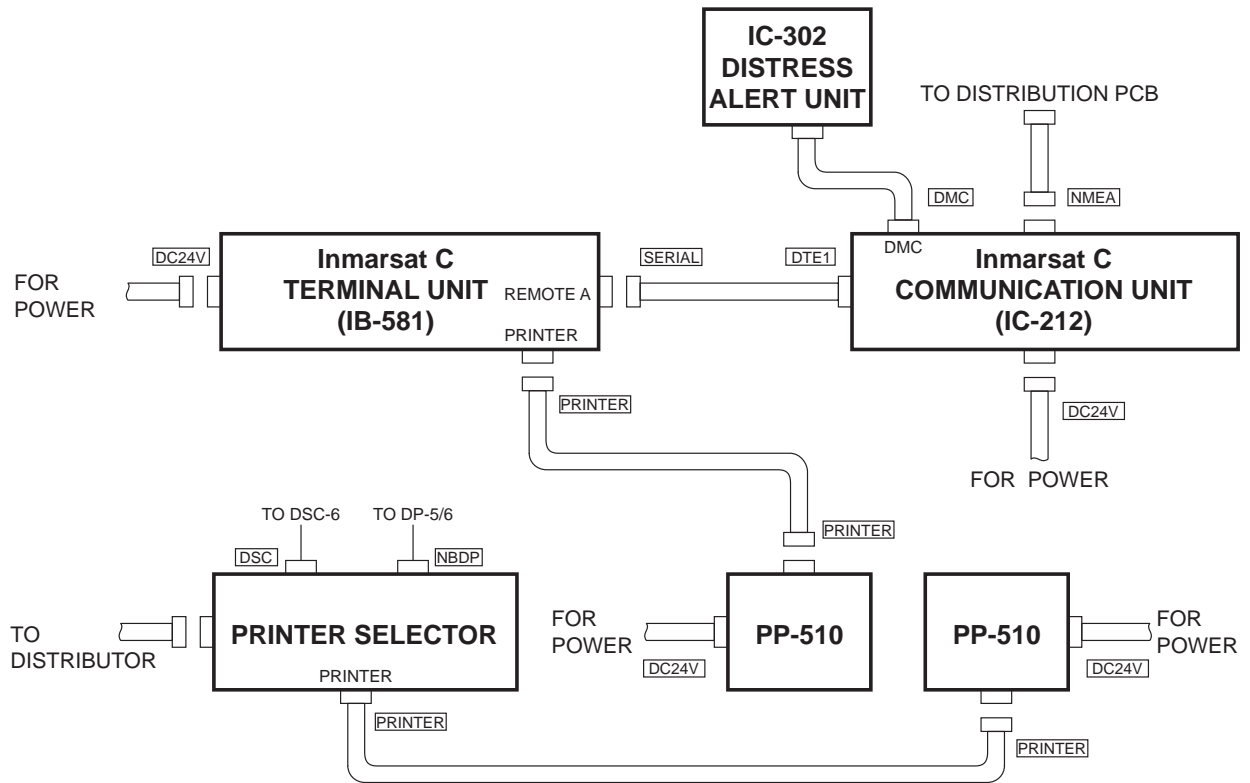 IC-302
DISTRESS
ALERT UNIT
TO DISTRIBUTION PCB
DMC
NMEA
DC24V
FOR
POWER
Inmarsat C
TERMINAL UNIT
(IB-581)
REMOTE A
PRINTER
SERIAL
DTE1
DMC
Inmarsat C
COMMUNICATION UNIT
(IC-212)
PRINTER
DC24V
FOR POWER
TO DSC-6
TO DP-5/6
DSC
NBDP
PRINTER
TO
DISTRIBUTOR
PRINTER SELECTOR
PRINTER
PRINTER
FOR
POWER
DC24V
PP-510
PP-510
FOR
POWER
DC24V
PRINTER